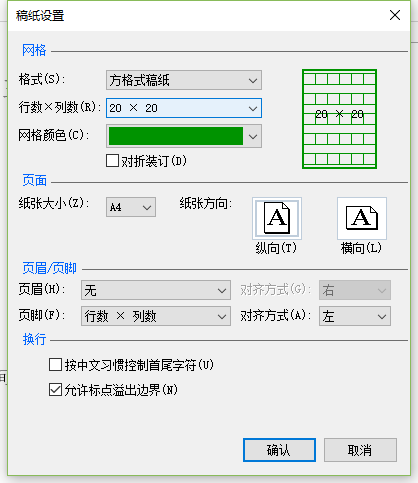 稿纸设置
网格
格式(S): 方格式稿纸
行数×列数(R): 20 × 20
20 × 20
网格颜色(C):
对折装订(D)
页面
纸张大小(Z): A4 纸张方向: A A
纵向(T) 横向(L)
页眉/页脚
页眉(H): 无 对齐方式(G): 右
页脚(F): 行数 × 列数 对齐方式(A): 左
换行
按中文习惯控制首尾字符(U)
允许标点溢出边界(N)
确认 取消